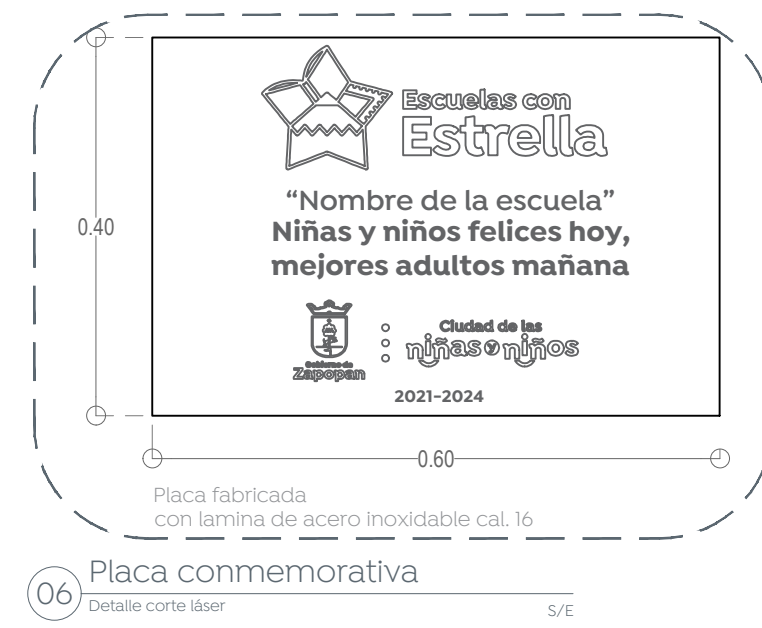 Escuelas con
Estrella
“Nombre de la escuela”
Niñas y niños felices hoy,
mejores adultos mañana
0.40
Gobierno de
Zapopan
Ciudad de las
niñas y niños
2021-2024
0.60
Placa fabricada
con lamina de acero inoxidable cal. 16
06
Placa conmemorativa
Detalle corte láser
S/E